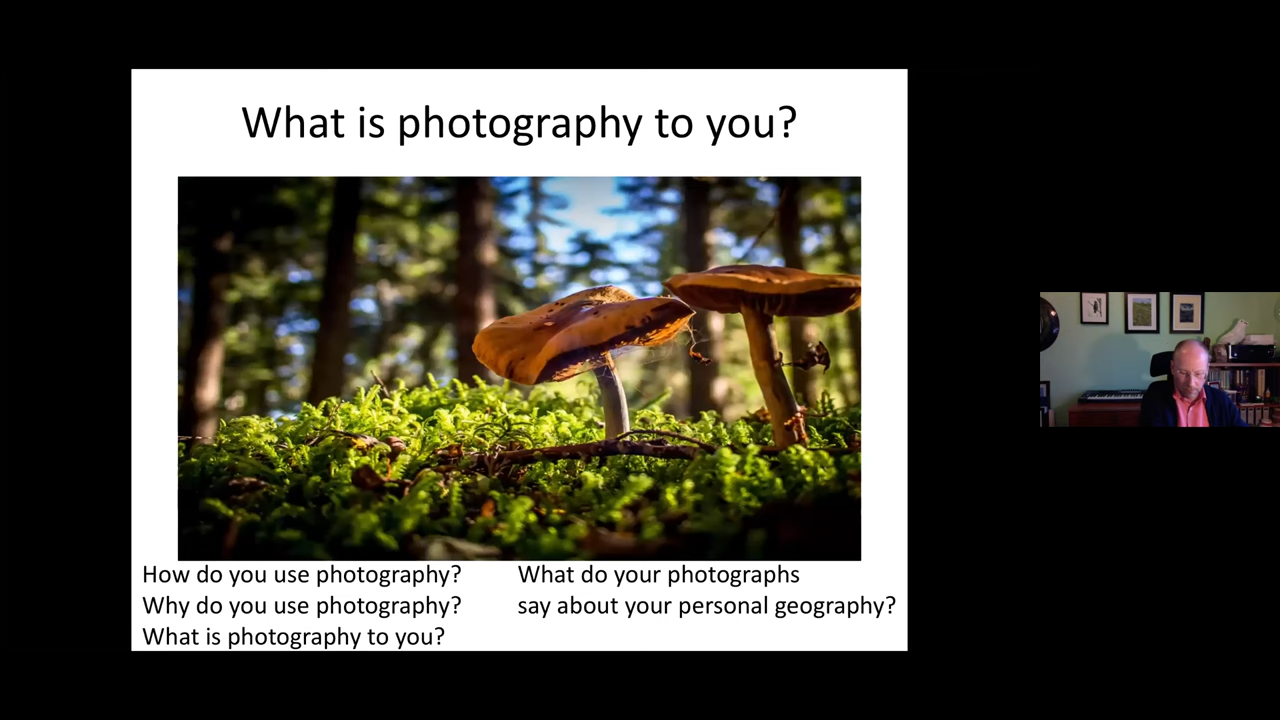 What is photography to you?
How do you use photography?
Why do you use photography?
What is photography to you?
What do your photographs
say about your personal geography?